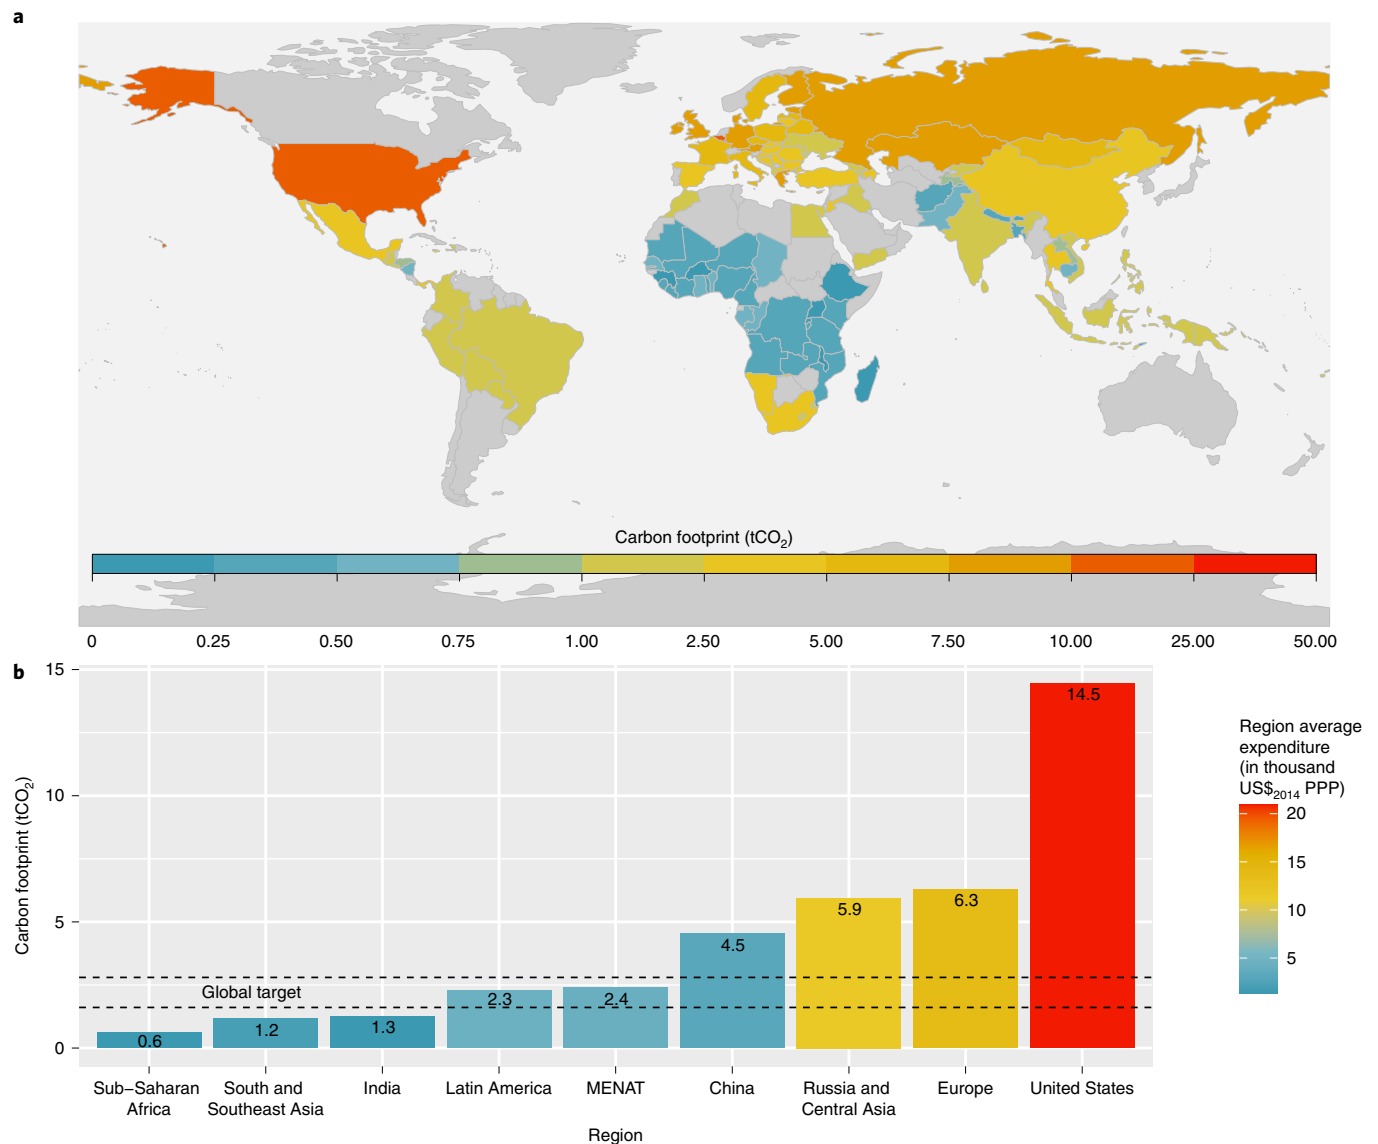 a
Carbon footprint (tCO2)
0 0.25 0.50 0.75 1.00 2.50 5.00 7.50 10.00 25.00 50.00
b
15
10
5
0
Carbon footprint (tCO2)
Global target
0.6
1.2
1.3
2.3
2.4
4.5
5.9
6.3
14.5
Sub–Saharan
Africa
South and
Southeast Asia
India
Latin America
MENAT
China
Russia and
Central Asia
Europe
United States
Region
Region average
expenditure
(in thousand
US$2014 PPP)
20
15
10
5